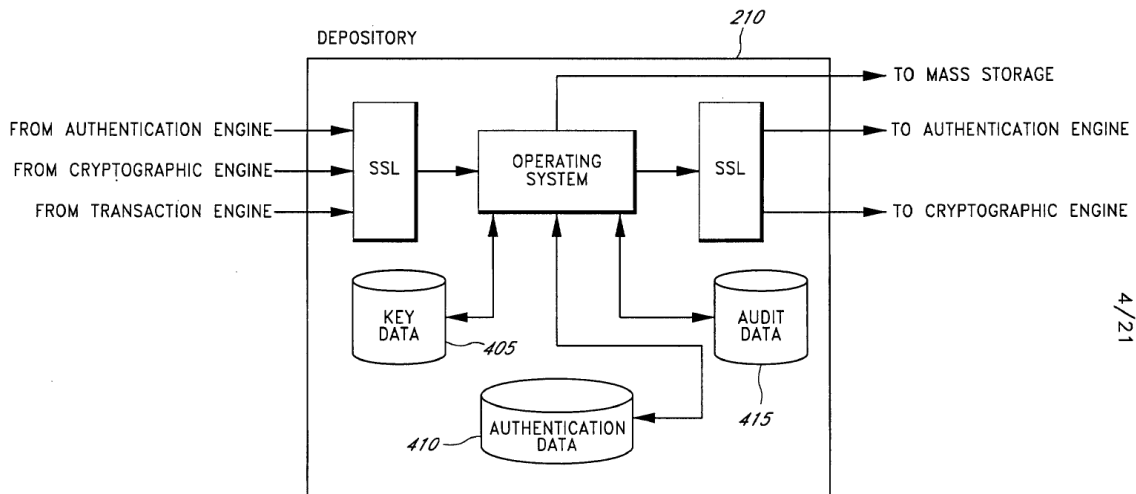 210
DEPOSITORY
TO MASS STORAGE
FROM AUTHENTICATION ENGINE
FROM CRYPTOGRAPHIC ENGINE
FROM TRANSACTION ENGINE
SSL
OPERATING
SYSTEM
SSL
TO AUTHENTICATION ENGINE
TO CRYPTOGRAPHIC ENGINE
KEY
DATA
405
AUDIT
DATA
415
410
AUTHENTICATION
DATA
4/21